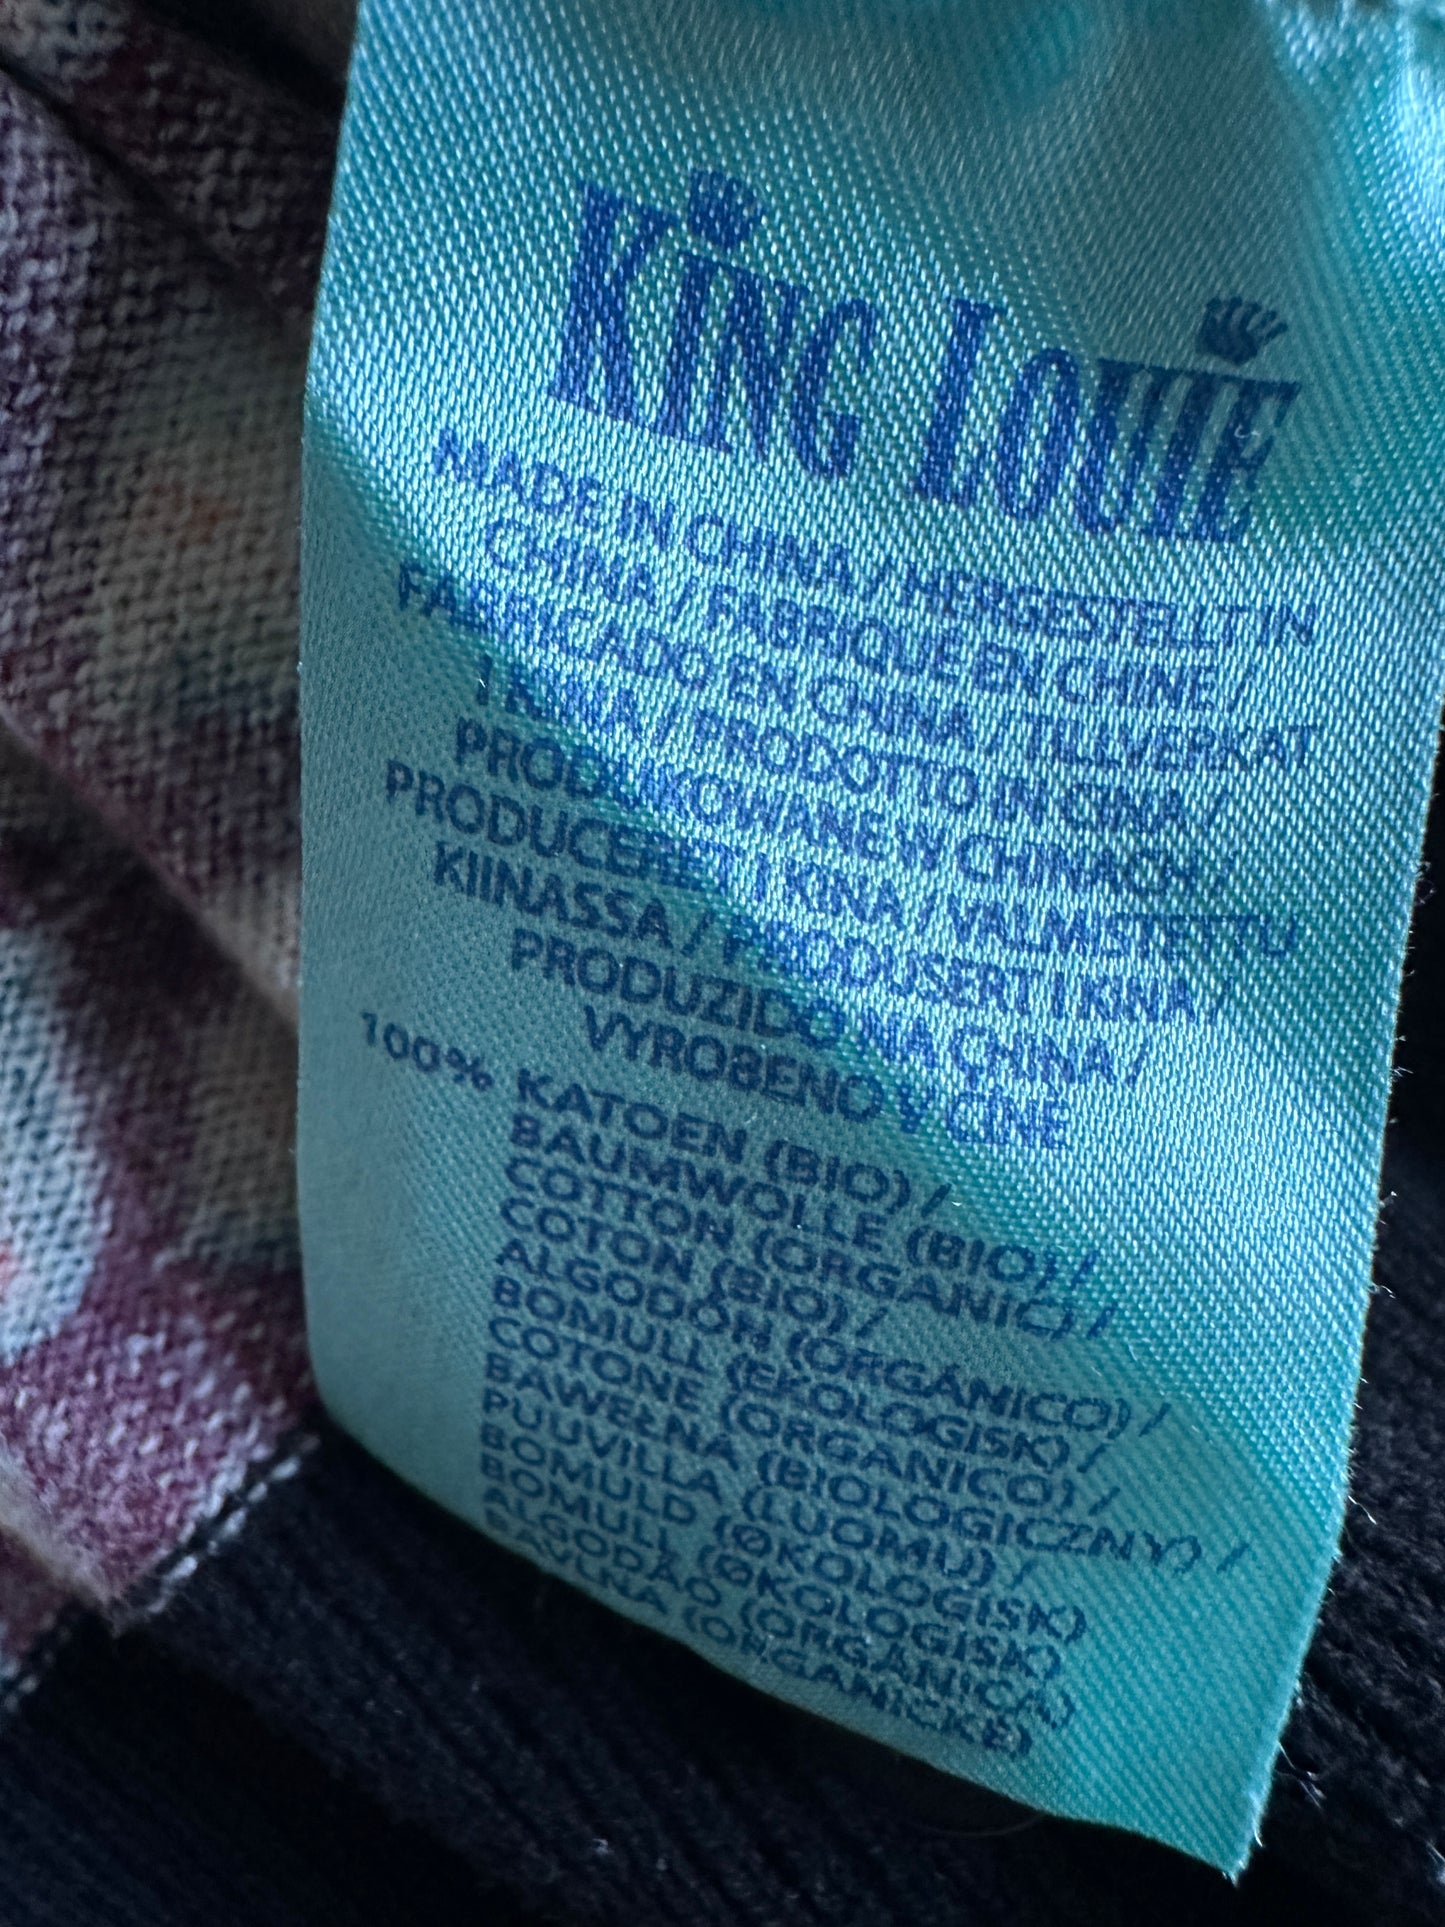 KING LOUIE
MADE IN CHINA / HERGESTELLT IN
CHINA / FABRIQUE EN CHINE /
FABRICADO EN CHINA / TILLVERKAT
I KINA / PRODOTTO IN CINA /
PRODUKOWANE W CHINACH /
PRODUCERET I KINA / VALMISTETTU
KIINASSA / PRODUSERT I KINA /
PRODUZIDO NA CHINA /
VYROBENO V ČÍNĚ
100% KATOEN (BIO) /
BAUMWOLLE (BIO) /
COTTON (ORGANIC) /
COTON (BIO) /
ALGODÓN (ORGÁNICO) /
BOMULL (EKOLOGISK) /
COTONE (ORGANICO) /
BAWEŁNA (BIOLOGICZNY) /
PUUVILLA (LUOMU) /
BOMULD (ØKOLOGISK)
BOMULL (ØKOLOGISK)
ALGODÃO (ORGÂNICA)
BAVLNA (ORGANICKÉ)